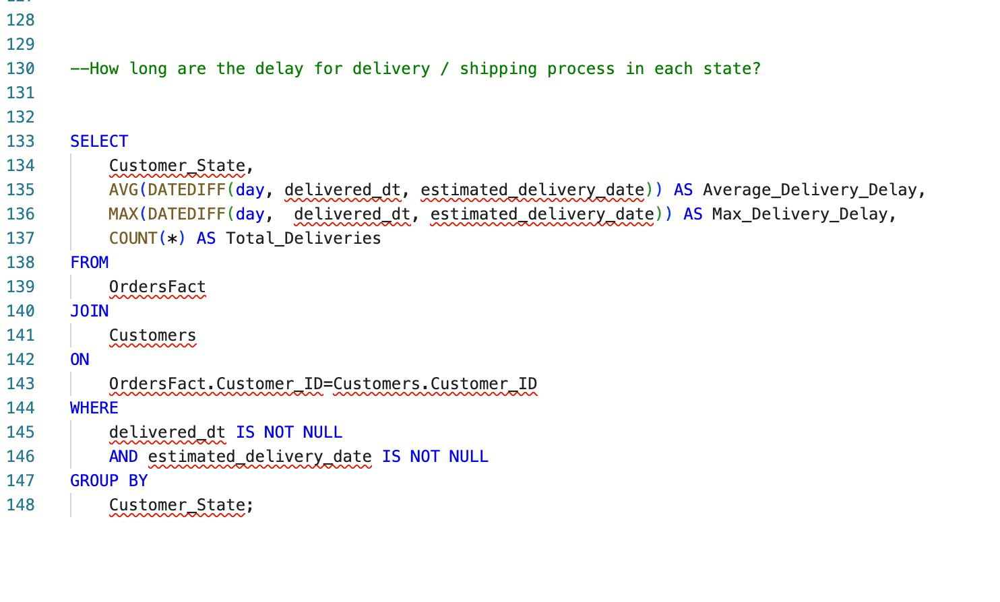 128
129
130 --How long are the delay for delivery / shipping process in each state?
131
132
133 SELECT
134 Customer_State,
135 AVG(DATEDIFF(day, delivered_dt, estimated_delivery_date)) AS Average_Delivery_Delay,
136 MAX(DATEDIFF(day,  delivered_dt, estimated_delivery_date)) AS Max_Delivery_Delay,
137 COUNT(*) AS Total_Deliveries
138 FROM
139 OrdersFact
140 JOIN
141 Customers
142 ON
143 OrdersFact.Customer_ID=Customers.Customer_ID
144 WHERE
145 delivered_dt IS NOT NULL
146 AND estimated_delivery_date IS NOT NULL
147 GROUP BY
148 Customer_State;